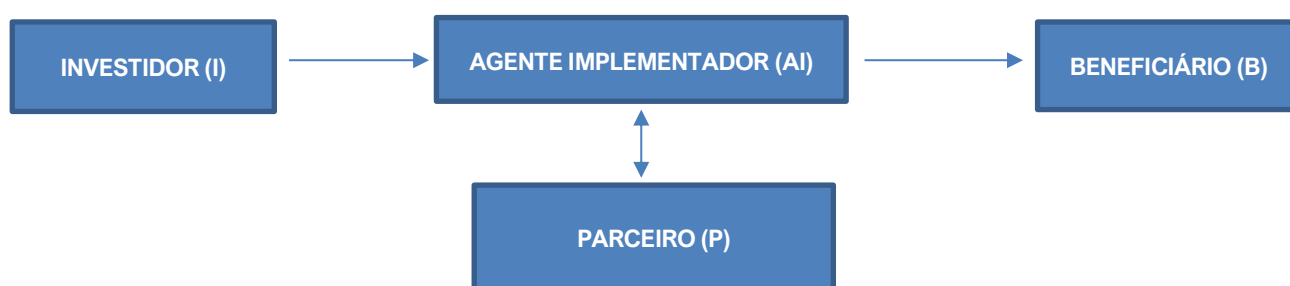 INVESTIDOR (I)
AGENTE IMPLEMENTADOR (AI)
BENEFICIÁRIO (B)
PARCEIRO (P)